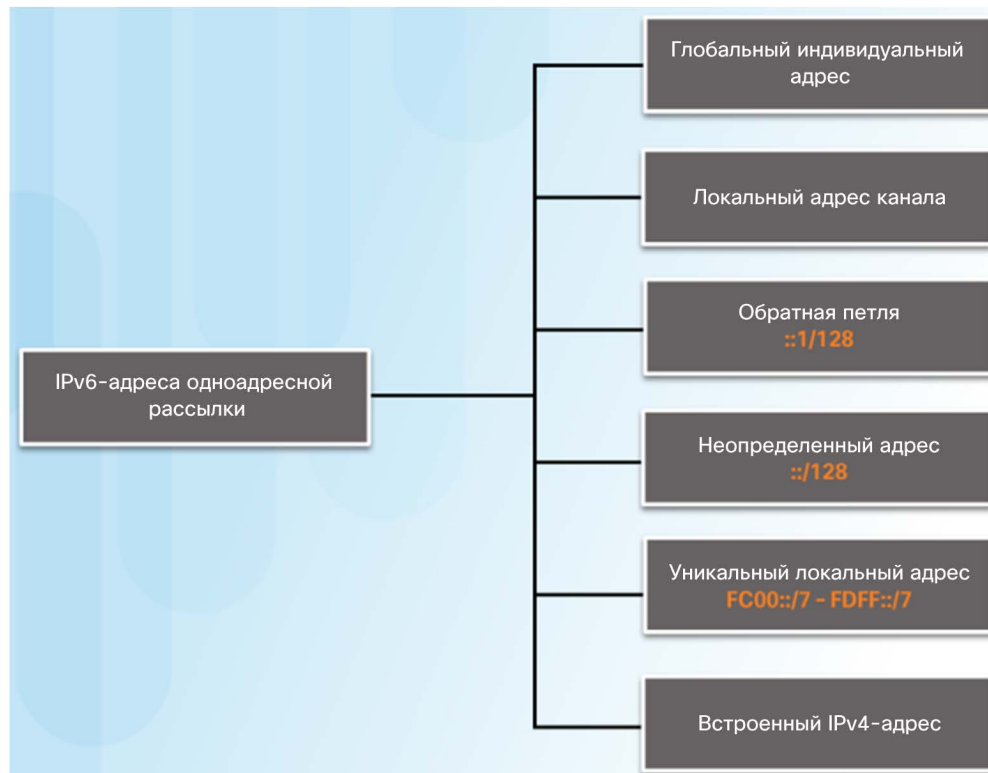 Глобальный индивидуальный
адрес
Локальный адрес канала
Обратная петля
::1/128
IPv6-адреса одноадресной
рассылки
Неопределенный адрес
::/128
Уникальный локальный адрес
FC00::/7 - FDFF::/7
Встроенный IPv4-адрес